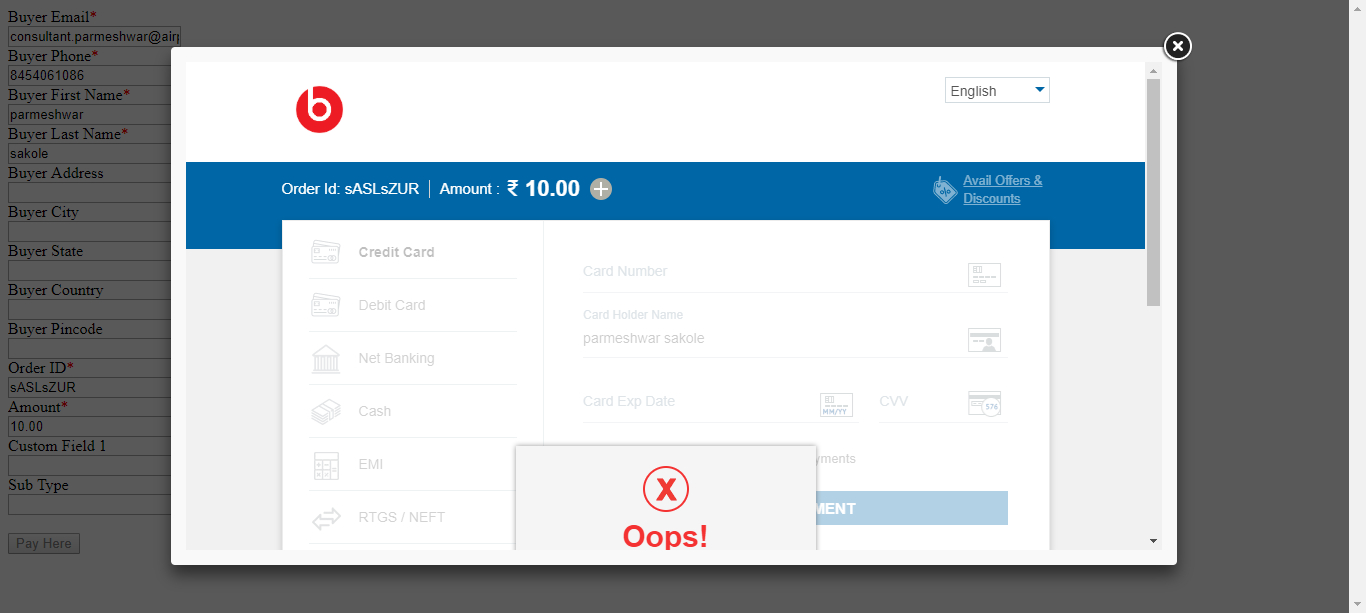 Buyer Email*
consultant.parmeshwar@air
Buyer Phone*
8454061086
Buyer First Name*
parmeshwar
Buyer Last Name*
sakole
Buyer Address
Buyer City
Buyer State
Buyer Country
Buyer Pincode
Order ID*
sASLsZUR
Amount*
10.00
Custom Field 1
Sub Type
Pay Here
b
English
Order Id: sASLsZUR
Amount : ₹ 10.00
Avail Offers &
Discounts
Credit Card
Debit Card
Net Banking
Cash
EMI
RTGS / NEFT
Card Number
Card Holder Name
parmeshwar sakole
Card Exp Date
MM/YY
CVV
576
yments
MENT
X
Oops!